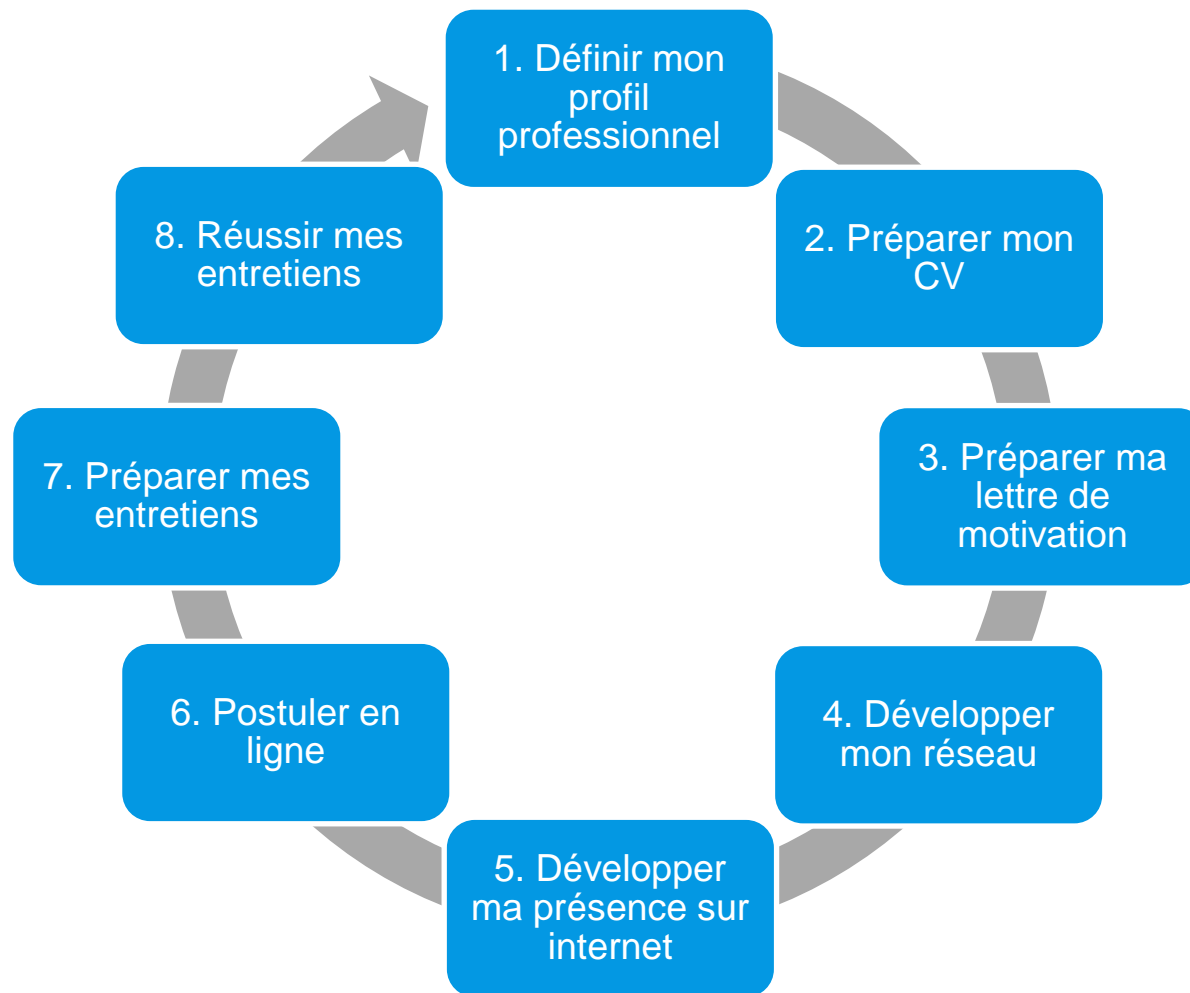 1. Définir mon
profil
professionnel
2. Préparer mon
CV
3. Préparer ma
lettre de
motivation
4. Développer
mon réseau
5. Développer
ma présence sur
internet
6. Postuler en
ligne
7. Préparer mes
entretiens
8. Réussir mes
entretiens